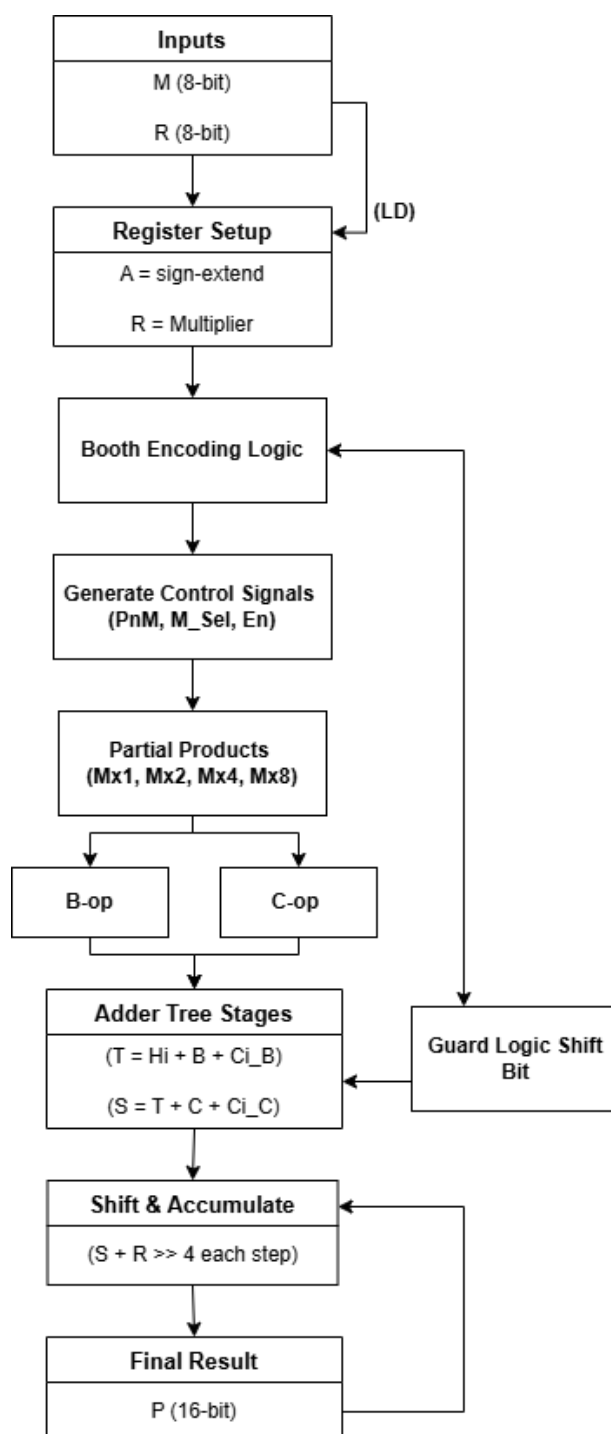 Inputs
M (8-bit)
R (8-bit)
(LD)
Register Setup
A = sign-extend
R = Multiplier
Booth Encoding Logic
Generate Control Signals
(PnM, M_Sel, En)
Partial Products
(Mx1, Mx2, Mx4, Mx8)
B-op
C-op
Adder Tree Stages
(T = Hi + B + Ci_B)
(S = T + C + Ci_C)
Guard Logic Shift
Bit
Shift & Accumulate
(S + R >> 4 each step)
Final Result
P (16-bit)